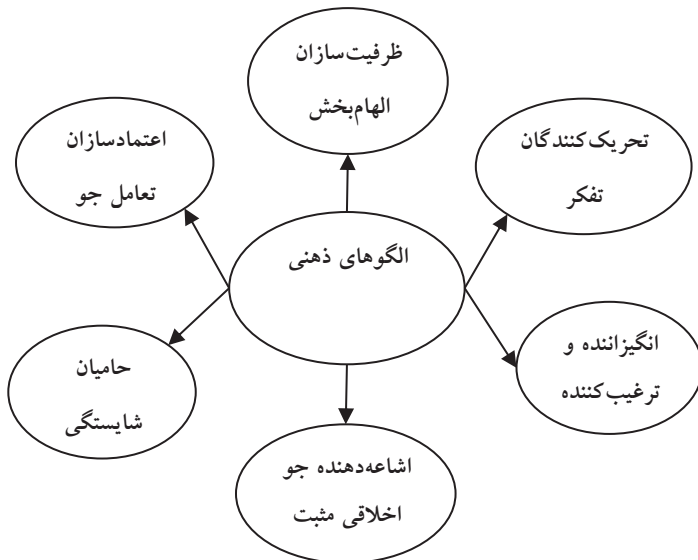 ظرفیت‌سازان
الهام‌بخش
تحریک‌کنندگان
تفکر
اعتمادسازان
تعامل جو
الگوهای ذهنی
انگیزاننده و
ترغیب‌کننده
حامیان
شایستگی
اشاعه‌دهنده جو
اخلاقی مثبت